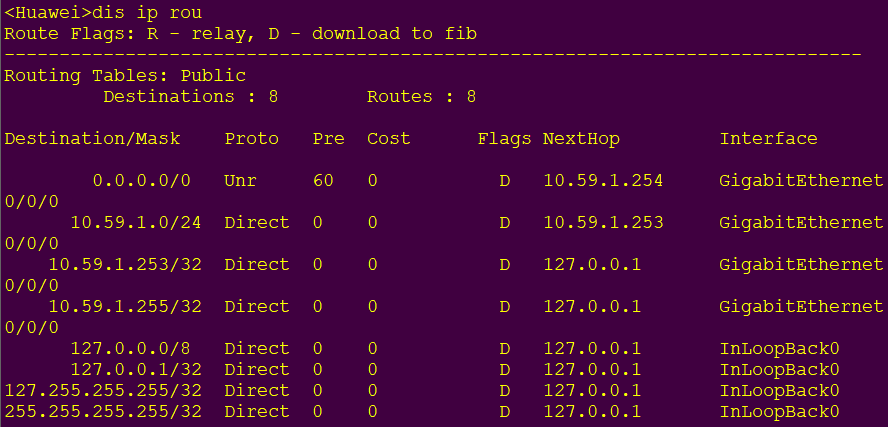 <Huawei>dis ip rou
Route Flags: R - relay, D - download to fib
------------------------------------------------------------------------------
Routing Tables: Public
         Destinations : 8        Routes : 8

Destination/Mask    Proto   Pre  Cost      Flags NextHop         Interface

        0.0.0.0/0   Unr     60   0           D   10.59.1.254     GigabitEthernet
0/0/0
      10.59.1.0/24  Direct  0    0           D   10.59.1.253     GigabitEthernet
0/0/0
    10.59.1.253/32  Direct  0    0           D   127.0.0.1       GigabitEthernet
0/0/0
    10.59.1.255/32  Direct  0    0           D   127.0.0.1       GigabitEthernet
0/0/0
      127.0.0.0/8   Direct  0    0           D   127.0.0.1       InLoopBack0
      127.0.0.1/32  Direct  0    0           D   127.0.0.1       InLoopBack0
127.255.255.255/32  Direct  0    0           D   127.0.0.1       InLoopBack0
255.255.255.255/32  Direct  0    0           D   127.0.0.1       InLoopBack0